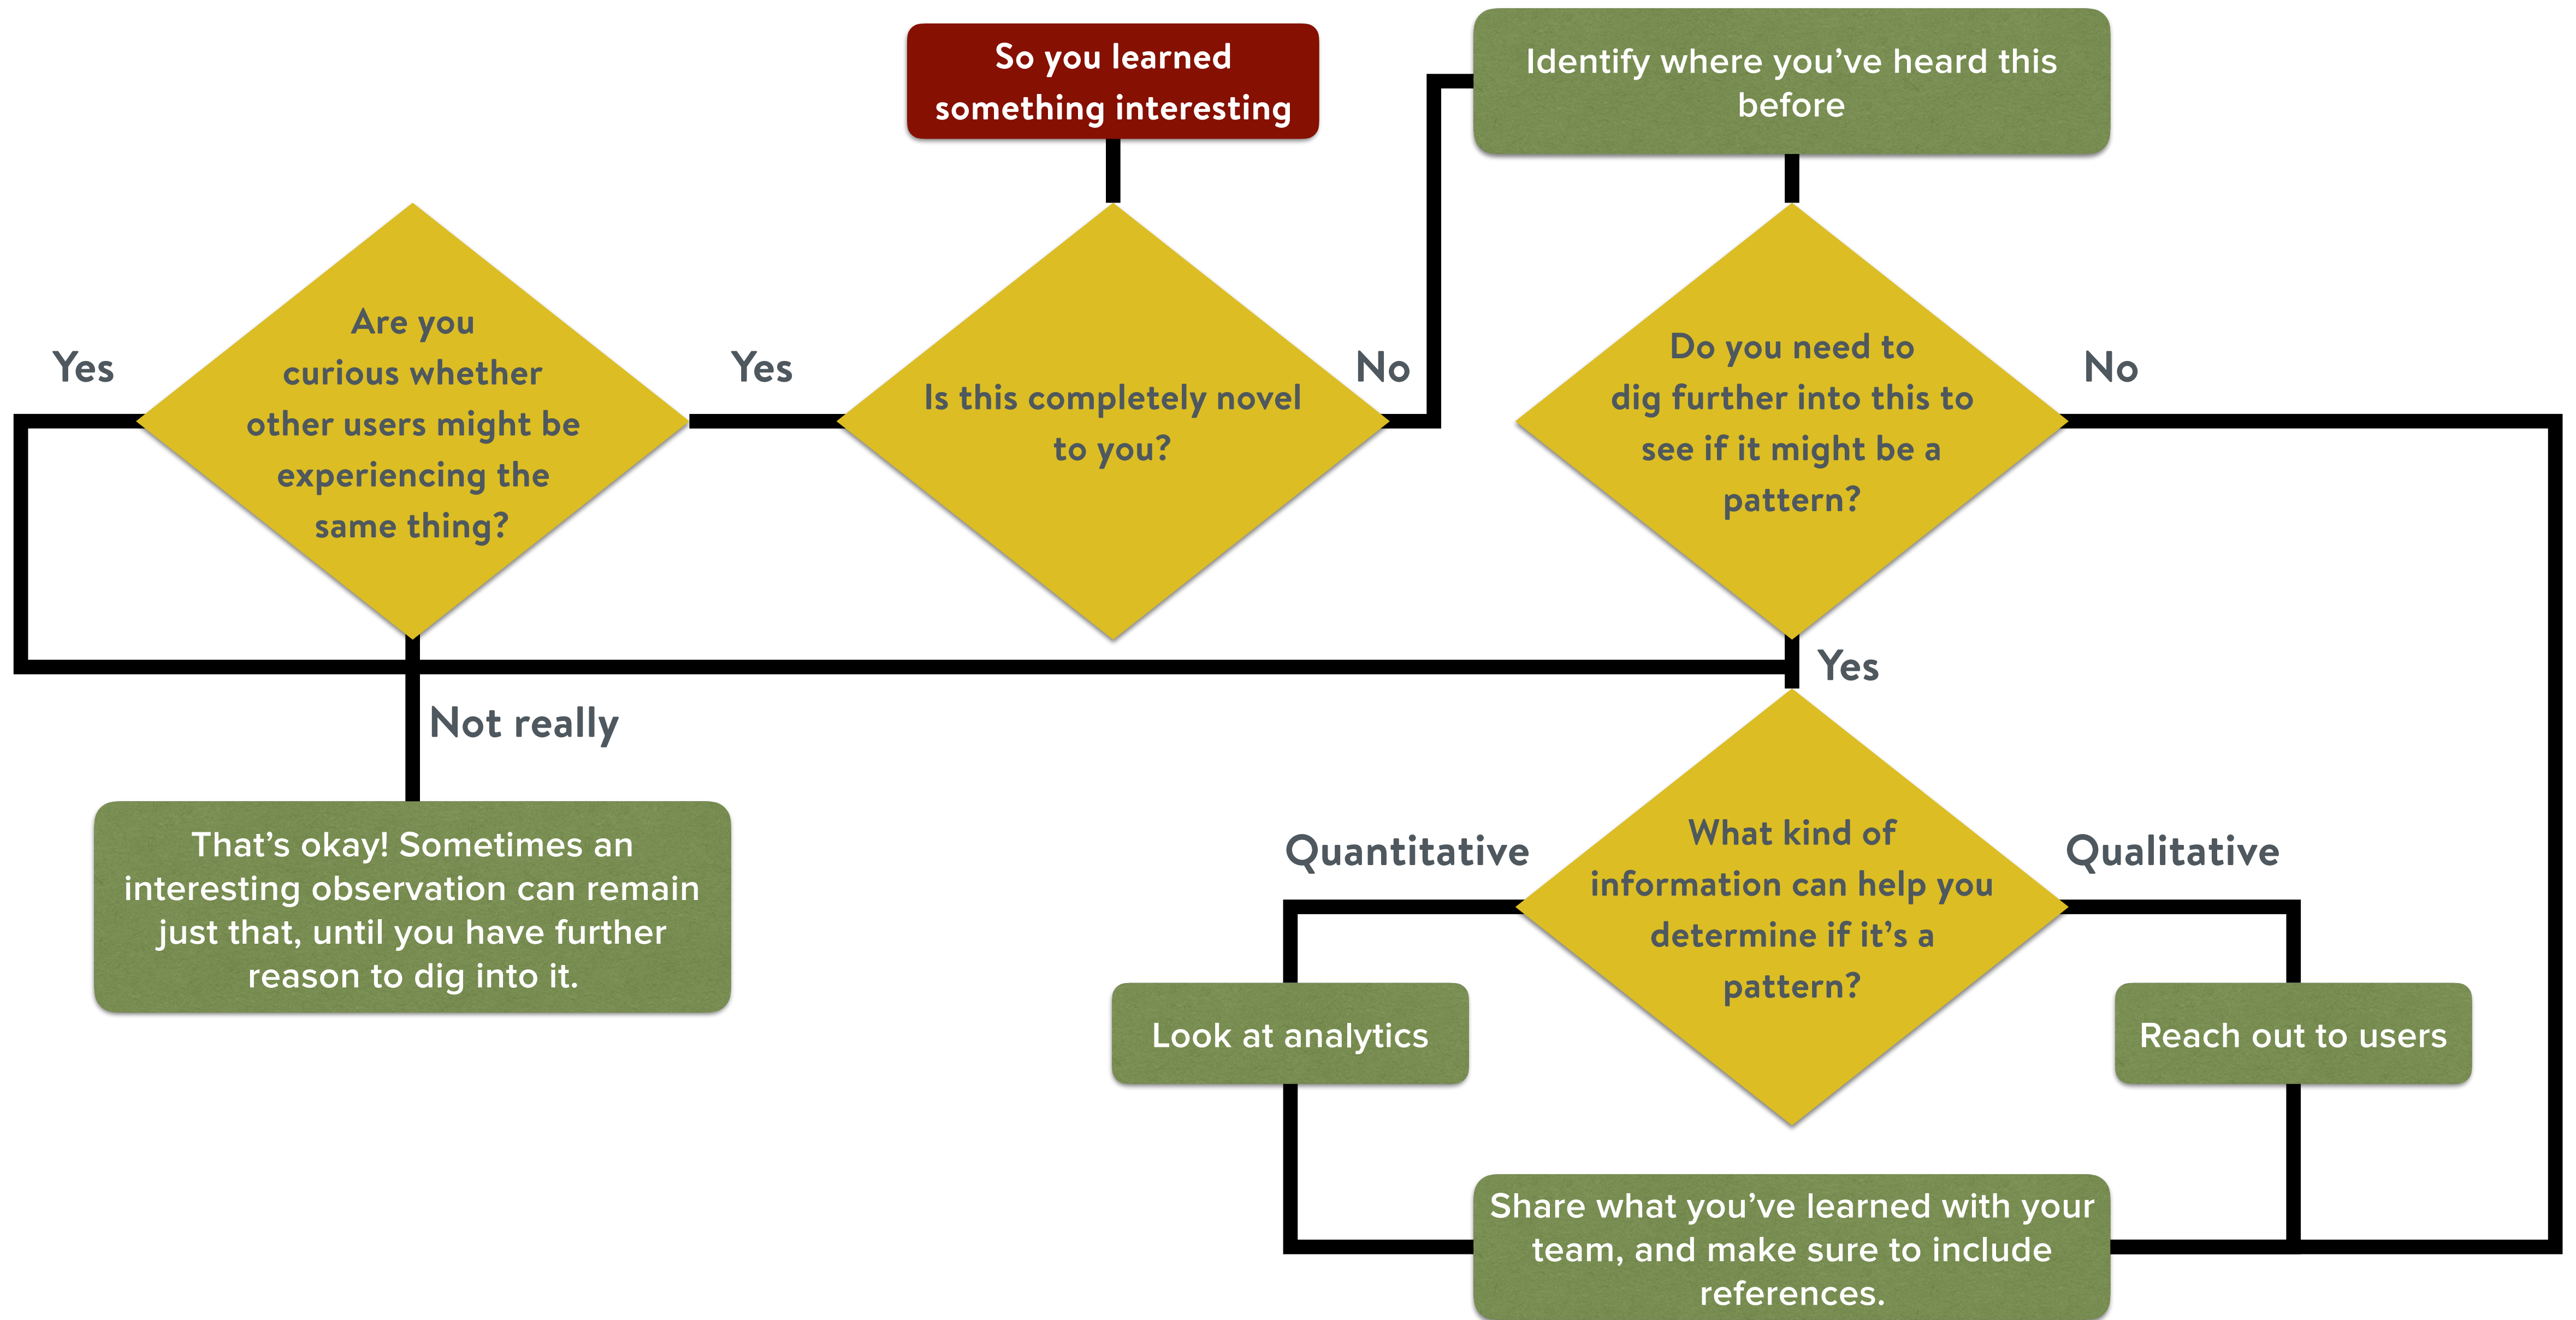 So you learned
something interesting
Identify where you’ve heard this
before
Yes
Are you
curious whether
other users might be
experiencing the
same thing?
Yes
Is this completely novel
to you?
No
Do you need to
dig further into this to
see if it might be a
pattern?
No
Yes
Not really
That’s okay! Sometimes an
interesting observation can remain
just that, until you have further
reason to dig into it.
Quantitative
What kind of
information can help you
determine if it’s a
pattern?
Qualitative
Look at analytics
Reach out to users
Share what you’ve learned with your
team, and make sure to include
references.